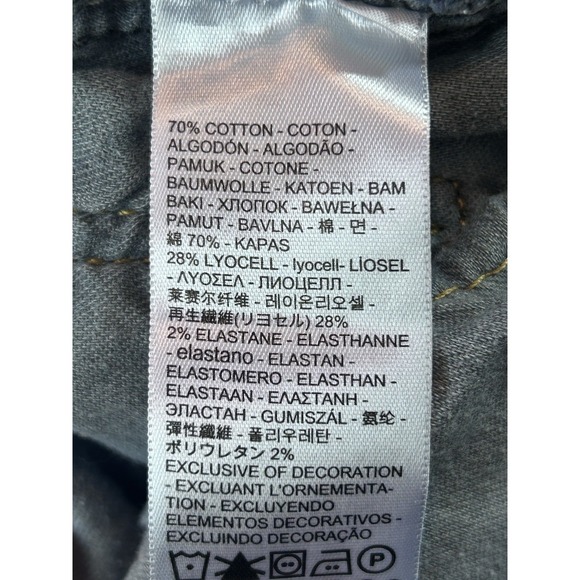 70% COTTON - COTON -
ALGODÓN - ALGODÃO -
PAMUK - COTONE -
BAUMWOLLE - KATOEN - BAM
BAKI - ХЛОПОК - BAWEŁNA -
PAMUT - BAVLNA - 棉 - 면 -
綿 70% - KAPAS
28% LYOCELL - lyocell- LİOSEL
- ΛΥΟΣΕΛ - ЛИОЦЕЛЛ -
莱赛尔纤维 - 레이온리오셀 -
再生繊維(リヨセル) 28%
2% ELASTANE - ELASTHANNE
- elastano - ELASTAN -
ELASTOMERO - ELASTHAN -
ELASTAAN - ΕΛΑΣΤΑΝΗ -
ЭЛАСТАН - GUMISZÁL - 氨纶 -
彈性纖維 - 폴리우레탄 -
ポリウレタン 2%
EXCLUSIVE OF DECORATION
- EXCLUANT L'ORNEMENTA-
TION - EXCLUYENDO
ELEMENTOS DECORATIVOS -
EXCLUINDO DECORAÇÃO
P